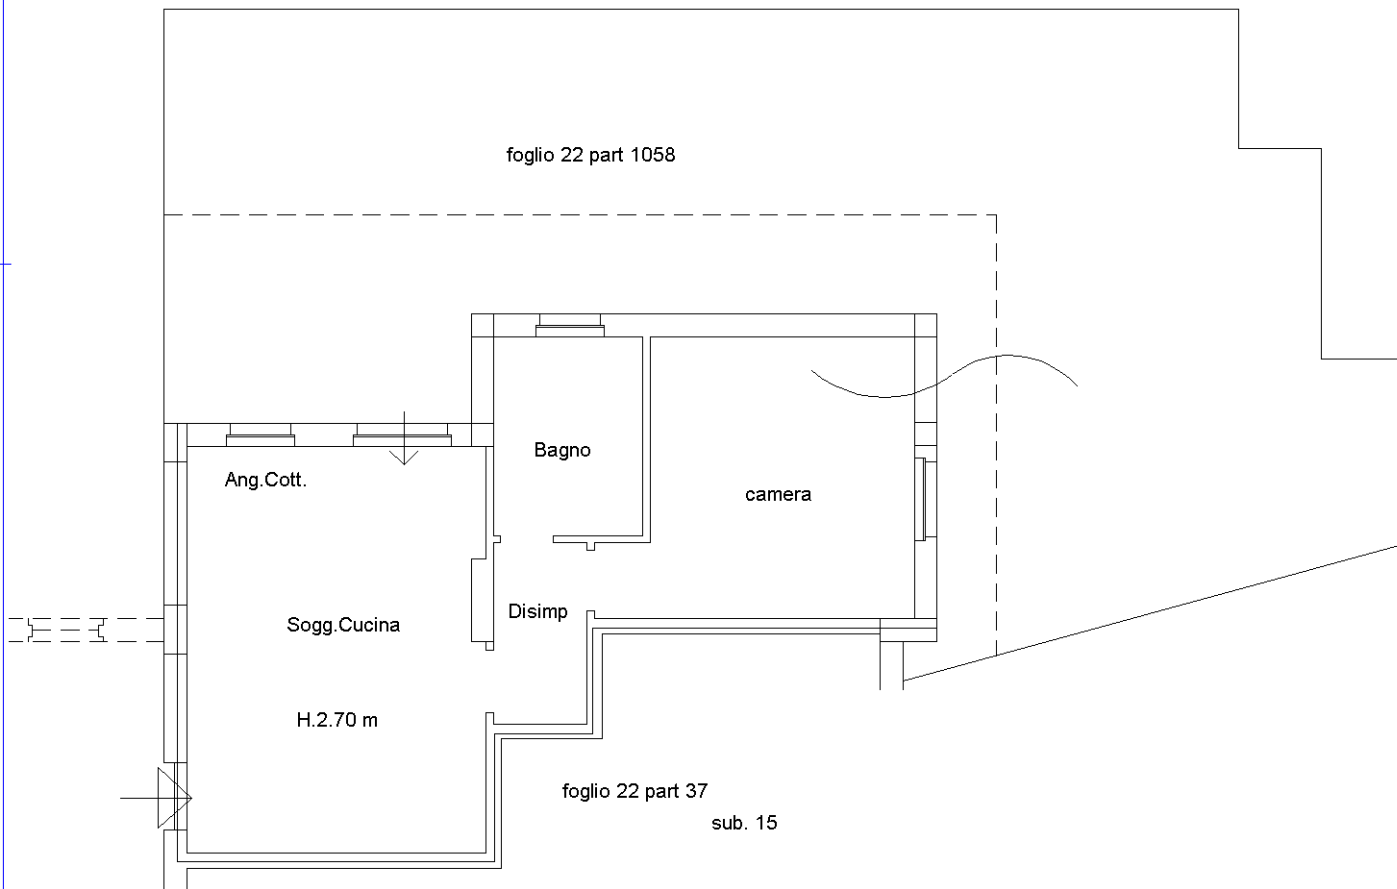 foglio 22 part 1058
Bagno
Ang.Cott.
camera
Disimp
Sogg.Cucina
H.2.70 m
foglio 22 part 37
sub. 15